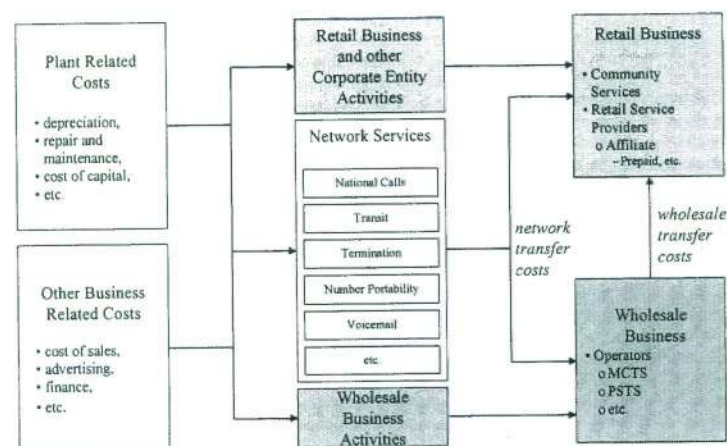 Plant Related
Costs
• depreciation,
• repair and
maintenance,
• cost of capital,
• etc.
Other Business
Related Costs
• cost of sales,
• advertising,
• finance,
• etc.
Retail Business
and other
Corporate Entity
Activities
Network Services
National Calls
Transit
Termination
Number Portability
Voicemail
etc.
Wholesale
Business
Activities
network
transfer
costs
Retail Business
• Community
Services
• Retail Service
Providers
o Affiliate
– Prepaid, etc.
wholesale
transfer
costs
Wholesale
Business
• Operators
o MCTS
o PSTS
o etc.